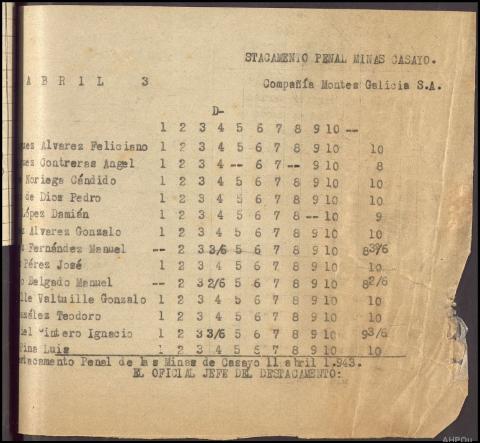 STACAMENTO PENAL MINAS CASAYO.
ABRIL 3 Compañía Montes Galicia S.A.
D-
1 2 3 4 5 6 7 8 9 10 --
uez Alvarez Feliciano 1 2 3 4 5 6 7 8 9 10 10
uez Contreras Angel 1 2 3 4 -- 6 7 -- 9 10 8
Noriega Cándido 1 2 3 4 5 6 7 8 9 10 10
de Dios Pedro 1 2 3 4 5 6 7 8 9 10 10
López Damián 1 2 3 4 5 6 7 8 -- 10 9
z Alvarez Gonzalo 1 2 3 4 5 6 7 8 9 10 10
Fernández Manuel -- 2 3 3/6 5 6 7 8 9 10 8 3/6
Pérez José 1 2 3 4 5 6 7 8 9 10 10
Delgado Manuel -- 2 3 2/6 5 6 7 8 9 10 8 2/6
lle Valtuille Gonzalo 1 2 3 4 5 6 7 8 9 10 10
nzález Teodoro 1 2 3 4 5 6 7 8 9 10 10
Ignacio 1 2 3 3/6 5 6 7 8 9 10 9 3/6
pina Luis 1 2 3 4 5 6 7 8 9 10 10
stacamento Penal de las Minas de Casayo 11 abril 1.943.
EL OFICIAL JEFE DEL DESTACAMENTO:
AHPOu